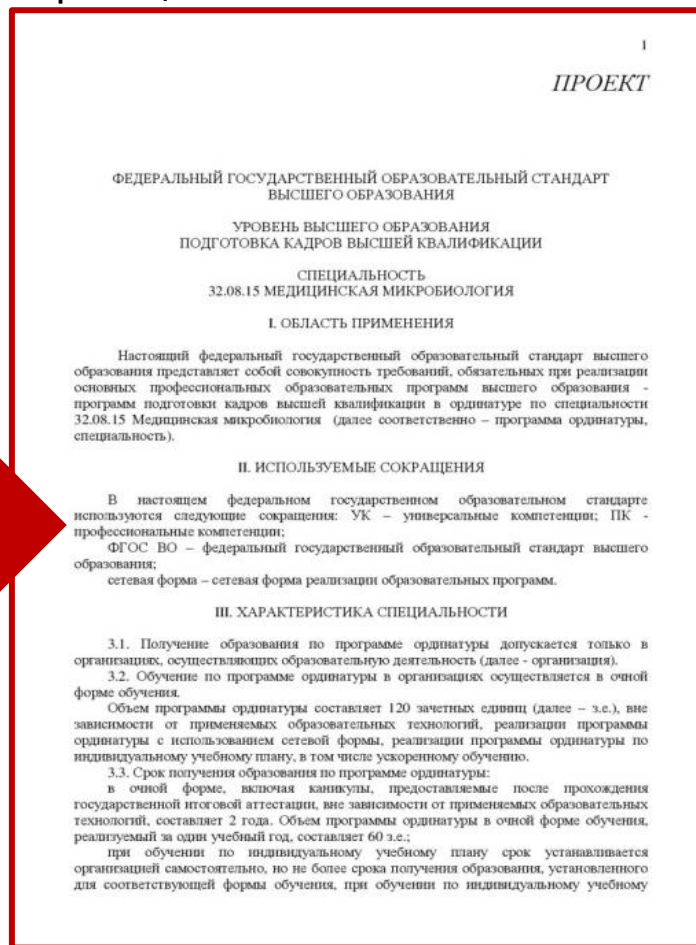 1
ПРОЕКТ
ФЕДЕРАЛЬНЫЙ ГОСУДАРСТВЕННЫЙ ОБРАЗОВАТЕЛЬНЫЙ СТАНДАРТ
ВЫСШЕГО ОБРАЗОВАНИЯ
УРОВЕНЬ ВЫСШЕГО ОБРАЗОВАНИЯ
ПОДГОТОВКА КАДРОВ ВЫСШЕЙ КВАЛИФИКАЦИИ
СПЕЦИАЛЬНОСТЬ
32.08.15 МЕДИЦИНСКАЯ МИКРОБИОЛОГИЯ
I. ОБЛАСТЬ ПРИМЕНЕНИЯ
Настоящий федеральный государственный образовательный стандарт высшего
образования представляет собой совокупность требований, обязательных при реализации
основных профессиональных образовательных программ высшего образования -
программ подготовки кадров высшей квалификации в ординатуре по специальности
32.08.15 Медицинская микробиология (далее соответственно – программа ординатуры,
специальность).
II. ИСПОЛЬЗУЕМЫЕ СОКРАЩЕНИЯ
В настоящем федеральном государственном образовательном стандарте
используются следующие сокращения: УК – универсальные компетенции; ПК -
профессиональные компетенции;
ФГОС ВО – федеральный государственный образовательный стандарт высшего
образования;
сетевая форма – сетевая форма реализации образовательных программ.
III. ХАРАКТЕРИСТИКА СПЕЦИАЛЬНОСТИ
3.1. Получение образования по программе ординатуры допускается только в
организациях, осуществляющих образовательную деятельность (далее - организация).
3.2. Обучение по программе ординатуры в организациях осуществляется в очной
форме обучения.
Объем программы ординатуры составляет 120 зачетных единиц (далее – з.е.), вне
зависимости от применяемых образовательных технологий, реализации программы
ординатуры с использованием сетевой формы, реализации программы ординатуры по
индивидуальному учебному плану, в том числе ускоренному обучению.
3.3. Срок получения образования по программе ординатуры:
в очной форме, включая каникулы, предоставляемые после прохождения
государственной итоговой аттестации, вне зависимости от применяемых образовательных
технологий, составляет 2 года. Объем программы ординатуры в очной форме обучения,
реализуемый за один учебный год, составляет 60 з.е.;
при обучении по индивидуальному учебному плану срок устанавливается
организацией самостоятельно, но не более срока получения образования, установленного
для соответствующей формы обучения, при обучении по индивидуальному учебному